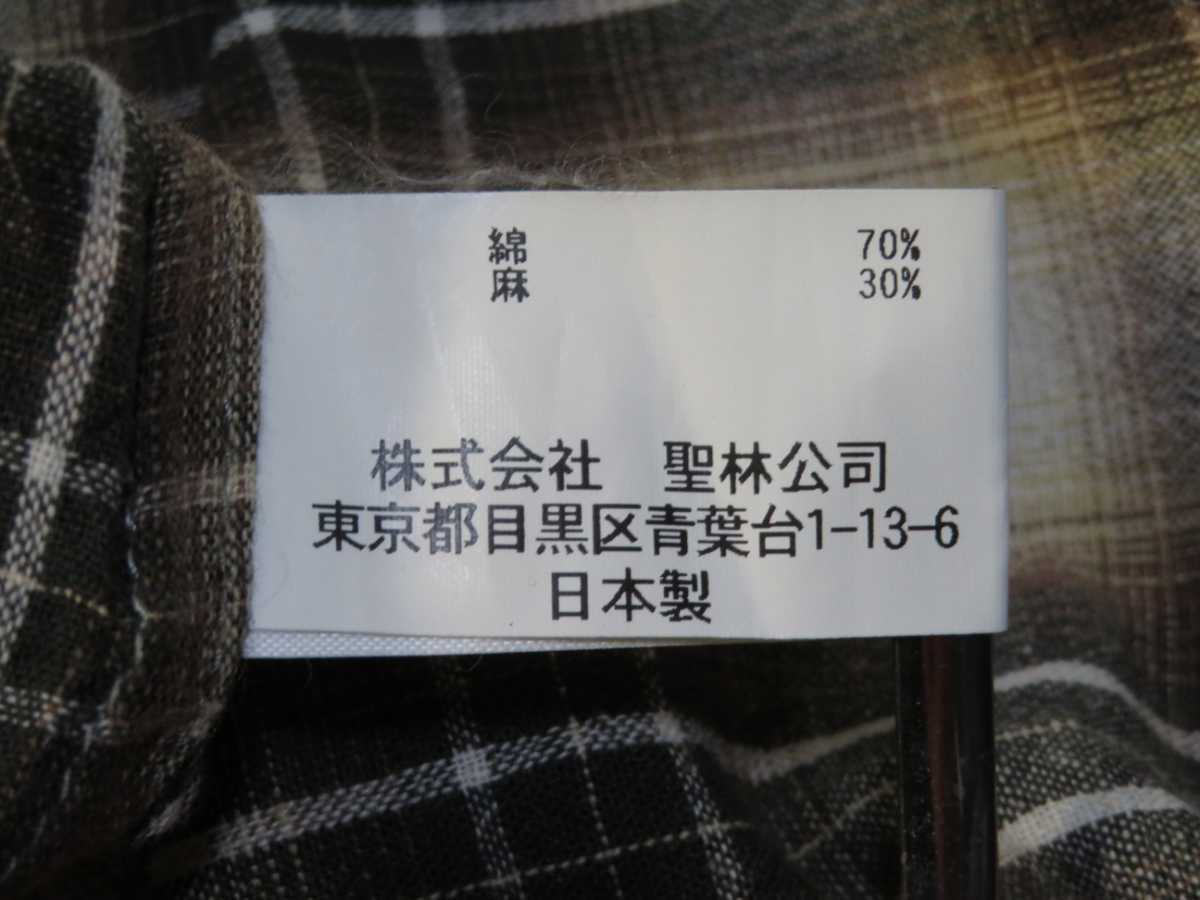 綿 70%
麻 30%
株式会社 聖林公司
東京都目黒区青葉台1-13-6
日本製